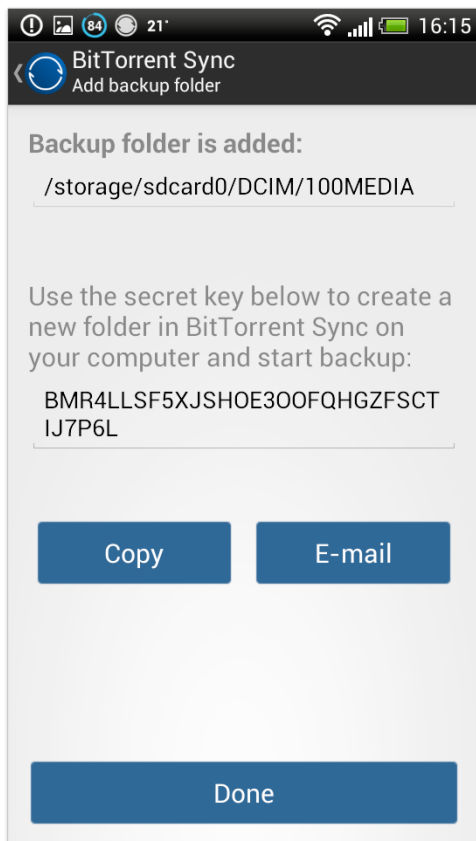 84 21° 16:15
BitTorrent Sync
Add backup folder
Backup folder is added:
/storage/sdcard0/DCIM/100MEDIA
Use the secret key below to create a
new folder in BitTorrent Sync on
your computer and start backup:
BMR4LLSF5XJSHOE3OOFQHGZFSCT
IJ7P6L
Copy E-mail
Done